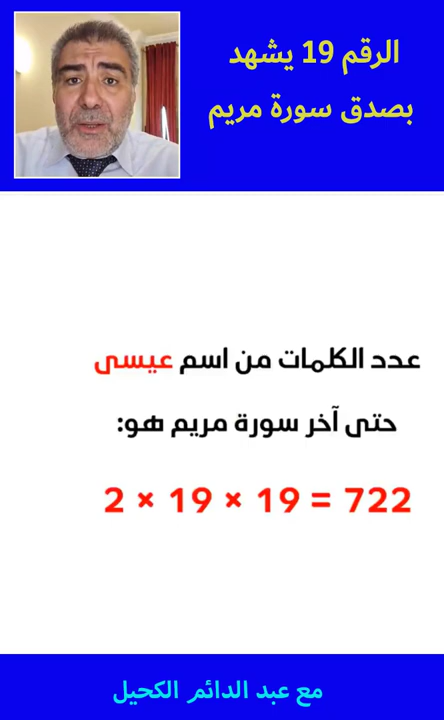 الرقم 19 يشهد
بصدق سورة مريم
عدد الكلمات من اسم عيسى
حتى آخر سورة مريم هو:
2 × 19 × 19 = 722
مع عبد الدائم الكحيل